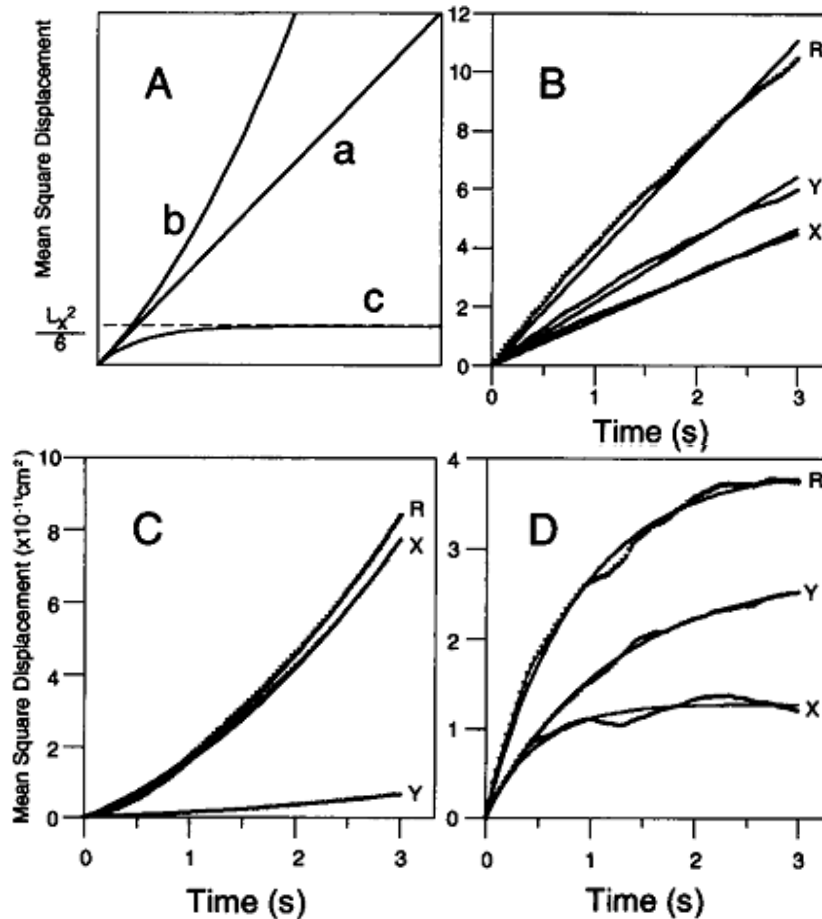 Mean Square Displacement
A
b
a
c
Lx²
6
12
10
8
6
4
2
0
B
R
Y
X
0
1
2
3
Time (s)
Mean Square Displacement (x10⁻¹¹cm²)
10
8
6
4
2
0
C
R
X
Y
0
1
2
3
Time (s)
4
3
2
1
0
D
R
Y
X
0
1
2
3
Time (s)